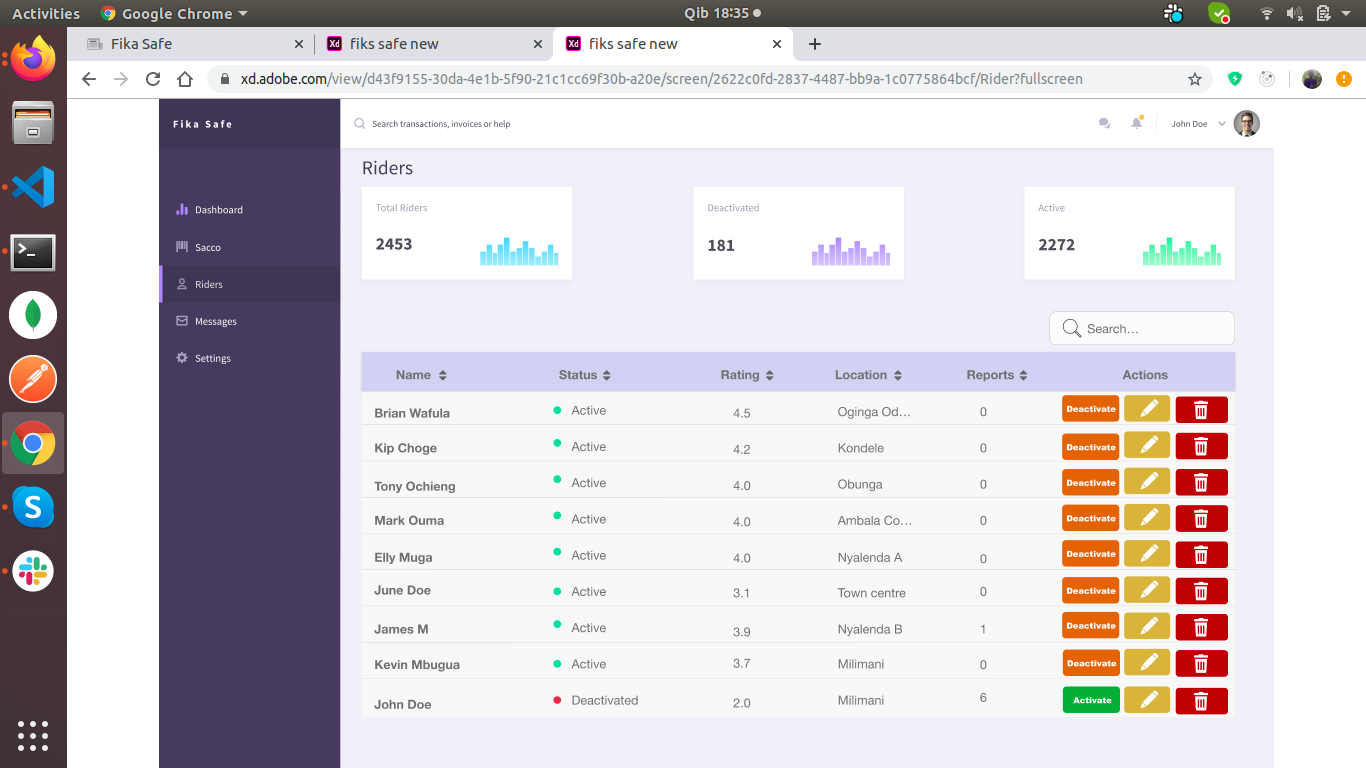 Activities Google Chrome Qib 18:35
Fika Safe fiks safe new fiks safe new
xd.adobe.com/view/d43f9155-30da-4e1b-5f90-21c1cc69f30b-a20e/screen/2622c0fd-2837-4487-bb9a-1c0775864bcf/Rider?fullscreen
Fika Safe
Search transactions, invoices or help
John Doe
Dashboard
Sacco
Riders
Messages
Settings
Riders
Total Riders
2453
Deactivated
181
Active
2272
Search...
Name Status Rating Location Reports Actions
Brian Wafula Active 4.5 Oginga Od... 0 Deactivate
Kip Choge Active 4.2 Kondele 0 Deactivate
Tony Ochieng Active 4.0 Obunga 0 Deactivate
Mark Ouma Active 4.0 Ambala Co... 0 Deactivate
Elly Muga Active 4.0 Nyalenda A 0 Deactivate
June Doe Active 3.1 Town centre 0 Deactivate
James M Active 3.9 Nyalenda B 1 Deactivate
Kevin Mbugua Active 3.7 Milimani 0 Deactivate
John Doe Deactivated 2.0 Milimani 6 Activate